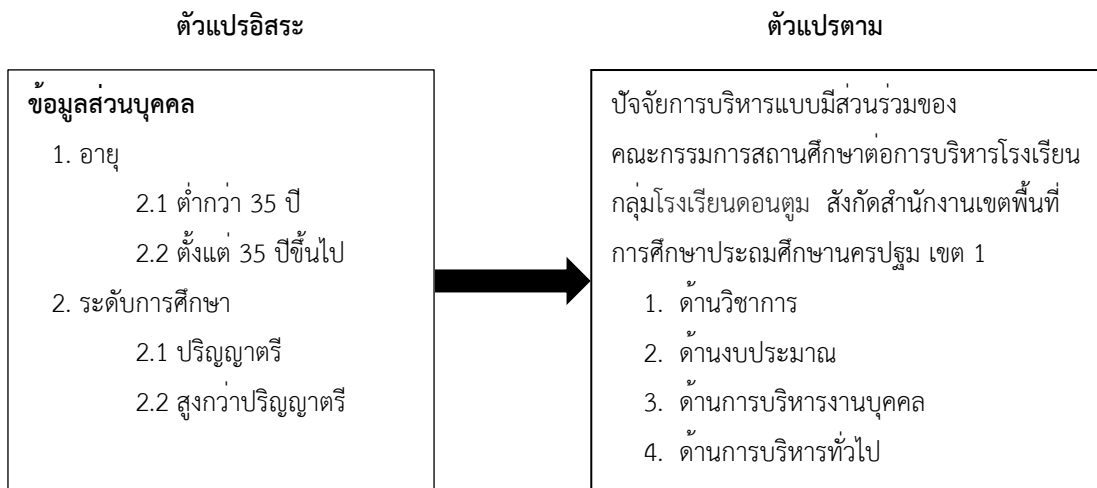 ตัวแปรอิสระ
ตัวแปรตาม
ข้อมูลส่วนบุคคล
1. อายุ
2.1 ต่ำกว่า 35 ปี
2.2 ตั้งแต่ 35 ปีขึ้นไป
2. ระดับการศึกษา
2.1 ปริญญาตรี
2.2 สูงกว่าปริญญาตรี
ปัจจัยการบริหารแบบมีส่วนร่วมของ
คณะกรรมการสถานศึกษาต่อการบริหารโรงเรียน
กลุ่มโรงเรียนดอนตูม สังกัดสำนักงานเขตพื้นที่
การศึกษาประถมศึกษานครปฐม เขต 1
1. ด้านวิชาการ
2. ด้านงบประมาณ
3. ด้านการบริหารงานบุคคล
4. ด้านการบริหารทั่วไป